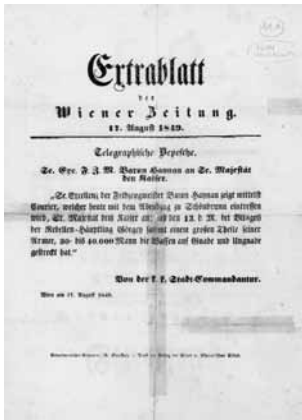 Extrablatt
der
Wiener Zeitung.
17. August 1849.
Telegraphische Depesche.
Se. Exc. F. Z. M. Baron Haynau an Se. Majestät
den Kaiser.
„Se. Excellenz der Feldzeugmeister Baron Haynau zeigt mittelst
Courier, welcher heute mit dem Abendzug zu Schönbrunn eintreffen
wird, Sr. Majestät dem Kaiser an: daß den 13. d. M. bei Világos
der Rebellen-Häuptling Görgey sammt einem großen Theile seiner
Armee, 30- bis 40.000 Mann die Waffen auf Gnade und Ungnade
gestreckt hat.“
Von der k. k. Stadt-Commandantur.
Wien am 17. August 1849.